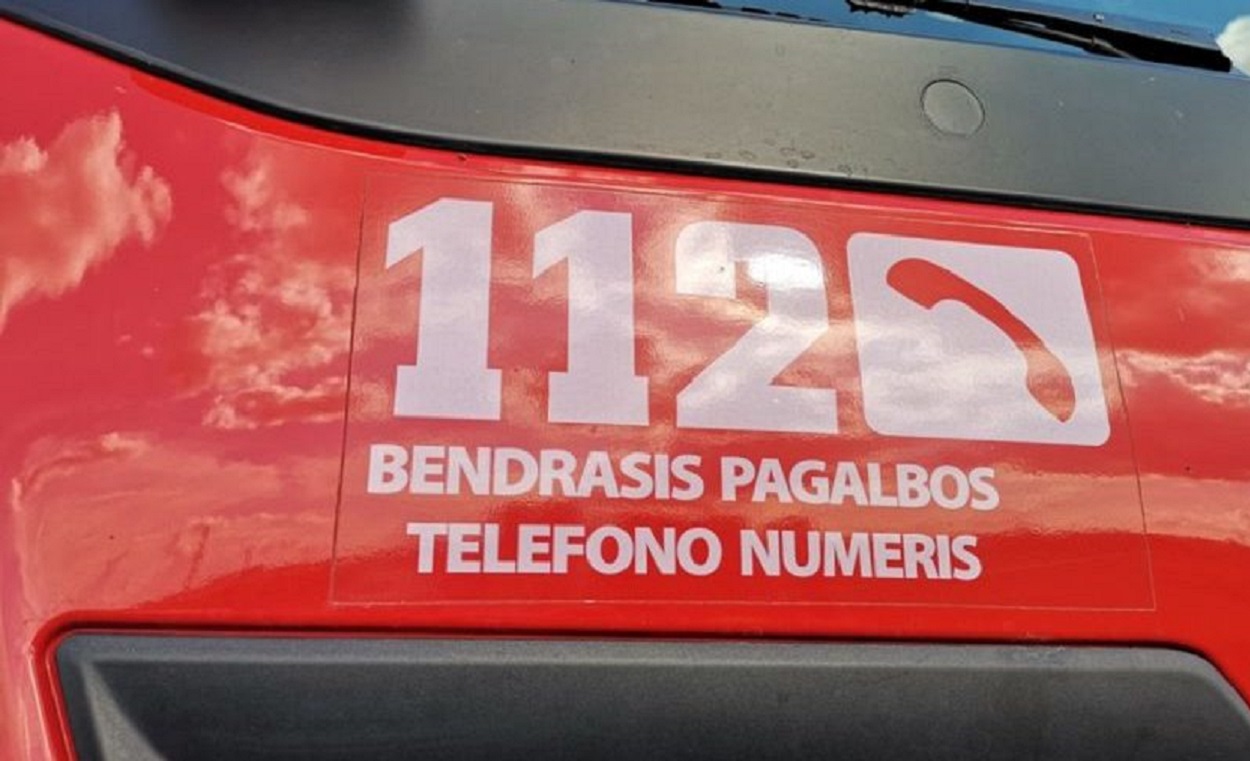 112
BENDRASIS PAGALBOS
TELEFONO NUMERIS